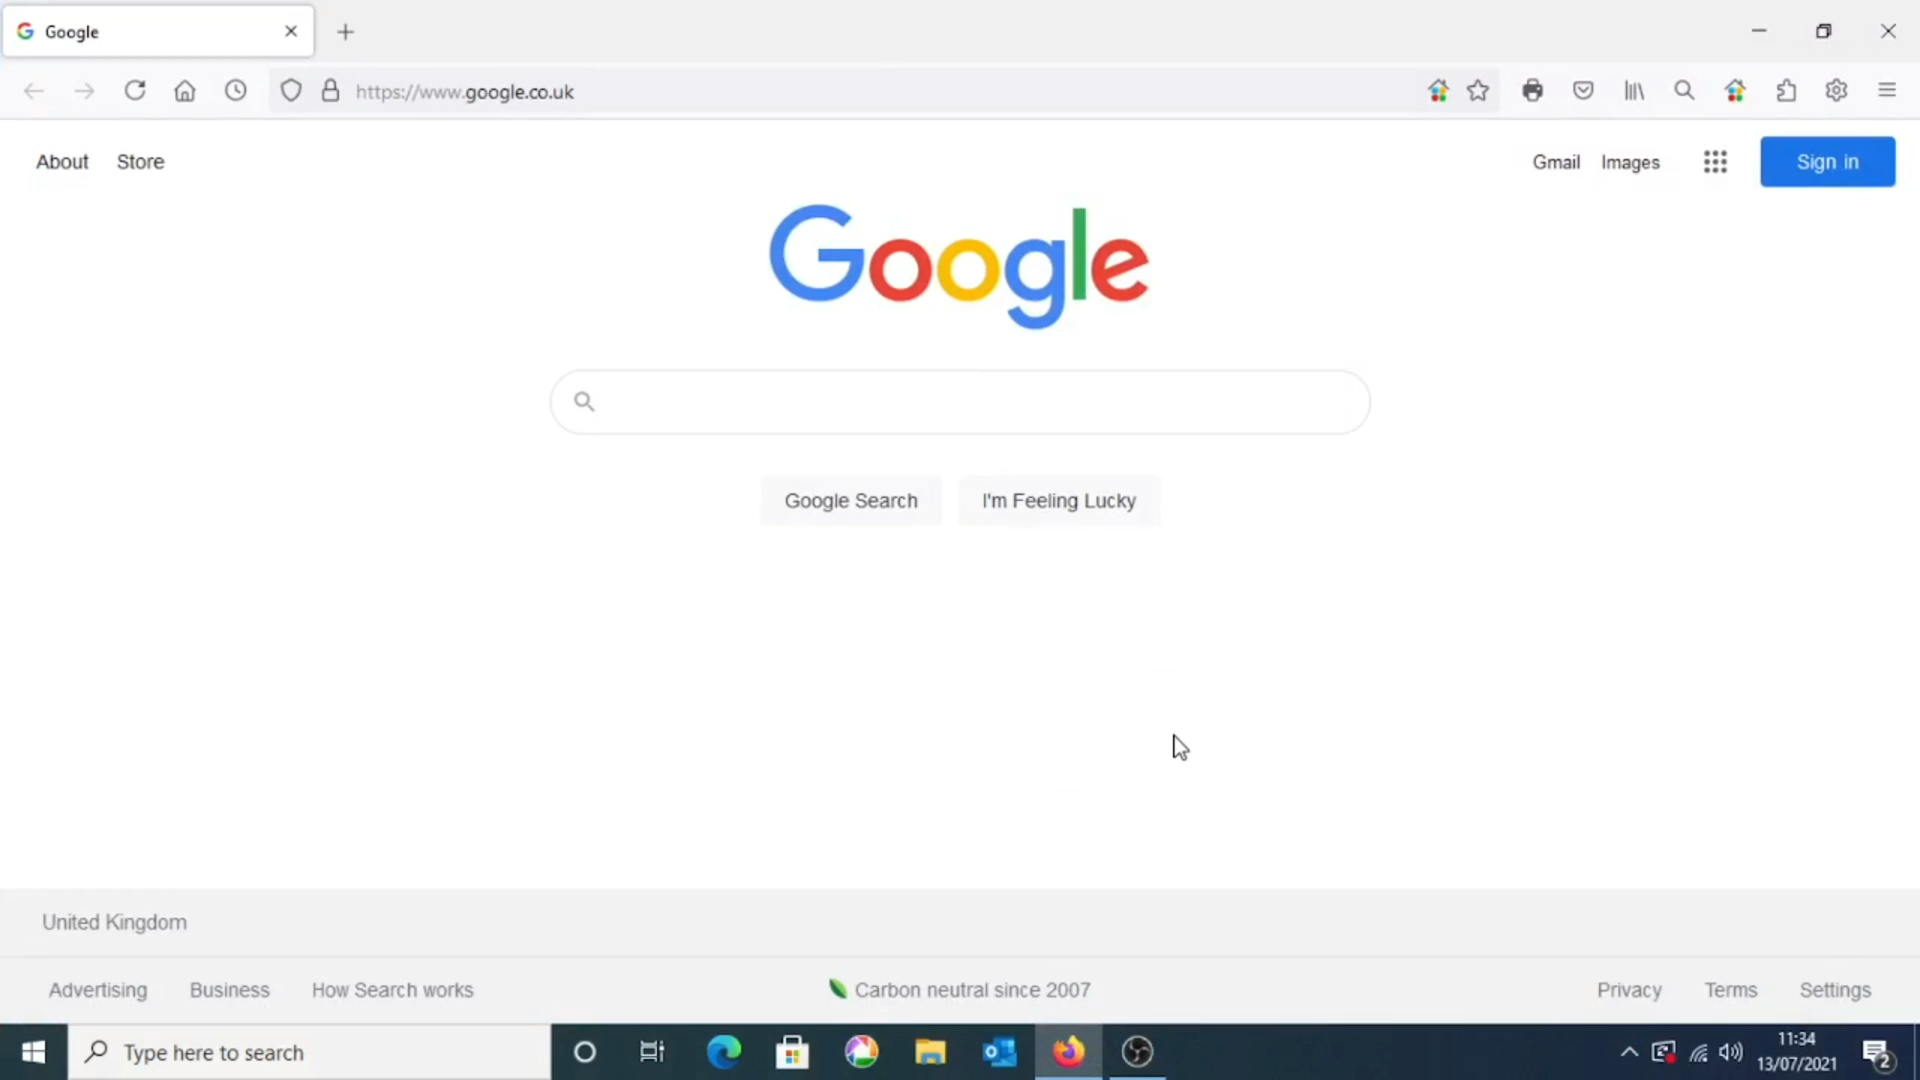 Google
https://www.google.co.uk
About Store
Gmail Images Sign in
Google
Google Search I'm Feeling Lucky
United Kingdom
Advertising Business How Search works Carbon neutral since 2007 Privacy Terms Settings
Type here to search
11:34
13/07/2021
2